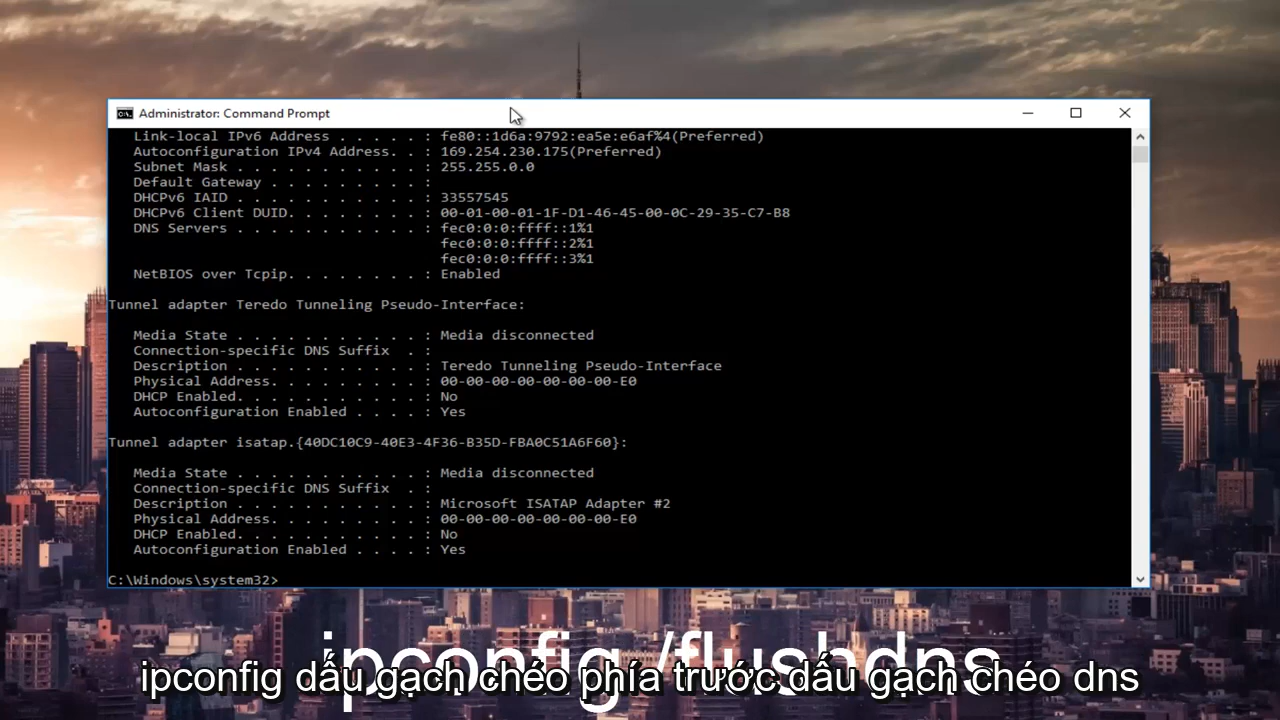 Administrator: Command Prompt
Link-local IPv6 Address . . . . . : fe80::1d6a:9792:ea5e:e6af%4(Preferred)
Autoconfiguration IPv4 Address. . : 169.254.230.175(Preferred)
Subnet Mask . . . . . . . . . . . : 255.255.0.0
Default Gateway . . . . . . . . . :
DHCPv6 IAID . . . . . . . . . . . : 33557545
DHCPv6 Client DUID. . . . . . . . : 00-01-00-01-1F-D1-46-45-00-0C-29-35-C7-B8
DNS Servers . . . . . . . . . . . : fec0:0:0:ffff::1%1
fec0:0:0:ffff::2%1
fec0:0:0:ffff::3%1
NetBIOS over Tcpip. . . . . . . . : Enabled
Tunnel adapter Teredo Tunneling Pseudo-Interface:
Media State . . . . . . . . . . . : Media disconnected
Connection-specific DNS Suffix . :
Description . . . . . . . . . . . : Teredo Tunneling Pseudo-Interface
Physical Address. . . . . . . . . : 00-00-00-00-00-00-00-E0
DHCP Enabled. . . . . . . . . . . : No
Autoconfiguration Enabled . . . . : Yes
Tunnel adapter isatap.{40DC10C9-40E3-4F36-B35D-FBA0C51A6F60}:
Media State . . . . . . . . . . . : Media disconnected
Connection-specific DNS Suffix . :
Description . . . . . . . . . . . : Microsoft ISATAP Adapter #2
Physical Address. . . . . . . . . : 00-00-00-00-00-00-00-E0
DHCP Enabled. . . . . . . . . . . : No
Autoconfiguration Enabled . . . . : Yes
C:\Windows\system32>
ipconfig /flushdns
ipconfig dấu gạch chéo phía trước dấu gạch chéo dns